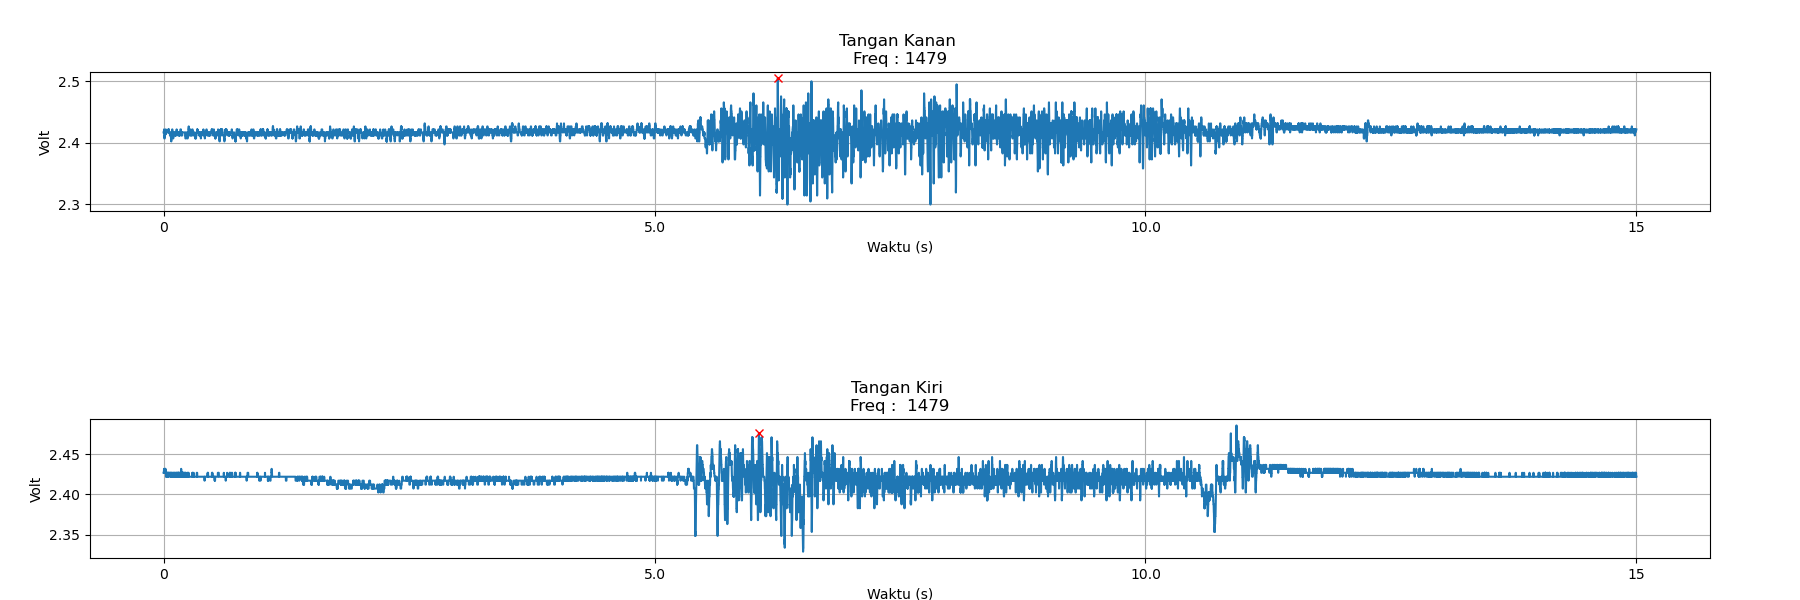 Tangan Kanan
Freq : 1479
2.5
2.4
2.3
Volt
0
5.0
10.0
15
Waktu (s)
Tangan Kiri
Freq :  1479
2.45
2.40
2.35
Volt
0
5.0
10.0
15
Waktu (s)